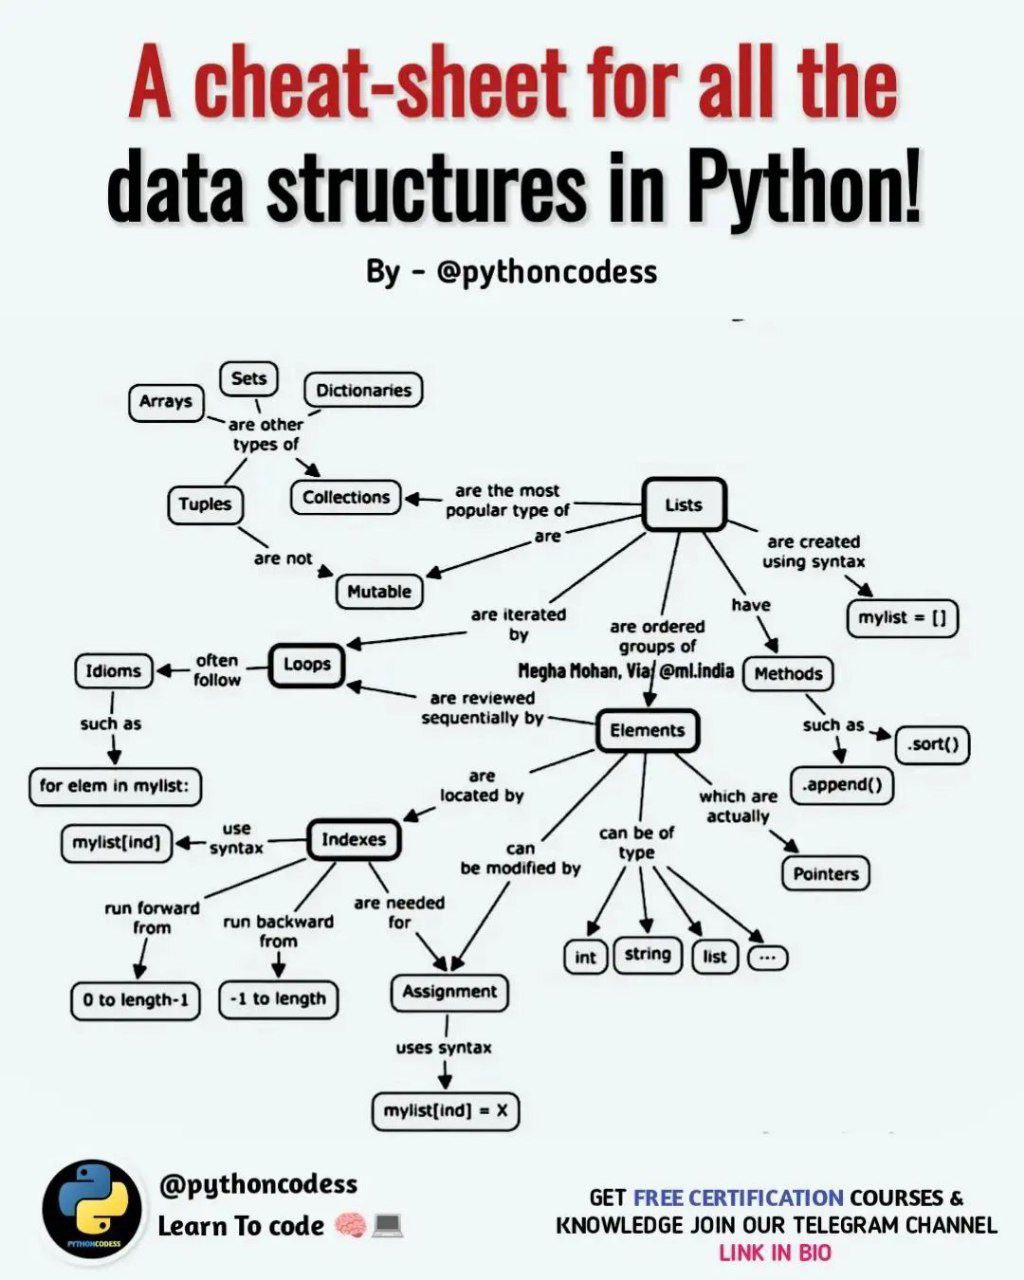 A cheat-sheet for all the
data structures in Python!
By - @pythoncodess
Sets
Dictionaries
Arrays
are other
types of
Tuples
Collections
are the most
popular type of
Lists
are
are not
Mutable
are created
using syntax
mylist = []
have
are iterated
by
are ordered
groups of
Megha Mohan, Via, @ml.india
Idioms
often
follow
Loops
Methods
are reviewed
sequentially by
Elements
such as
such as
.sort()
.append()
for elem in mylist:
are
located by
which are
actually
mylist[ind]
use
syntax
Indexes
can
be modified by
can be of
type
Pointers
run forward
from
run backward
from
are needed
for
int
string
list
...
0 to length-1
-1 to length
Assignment
uses syntax
mylist[ind] = X
PYTHONCODESS
@pythoncodess
Learn To code
GET FREE CERTIFICATION COURSES &
KNOWLEDGE JOIN OUR TELEGRAM CHANNEL
LINK IN BIO